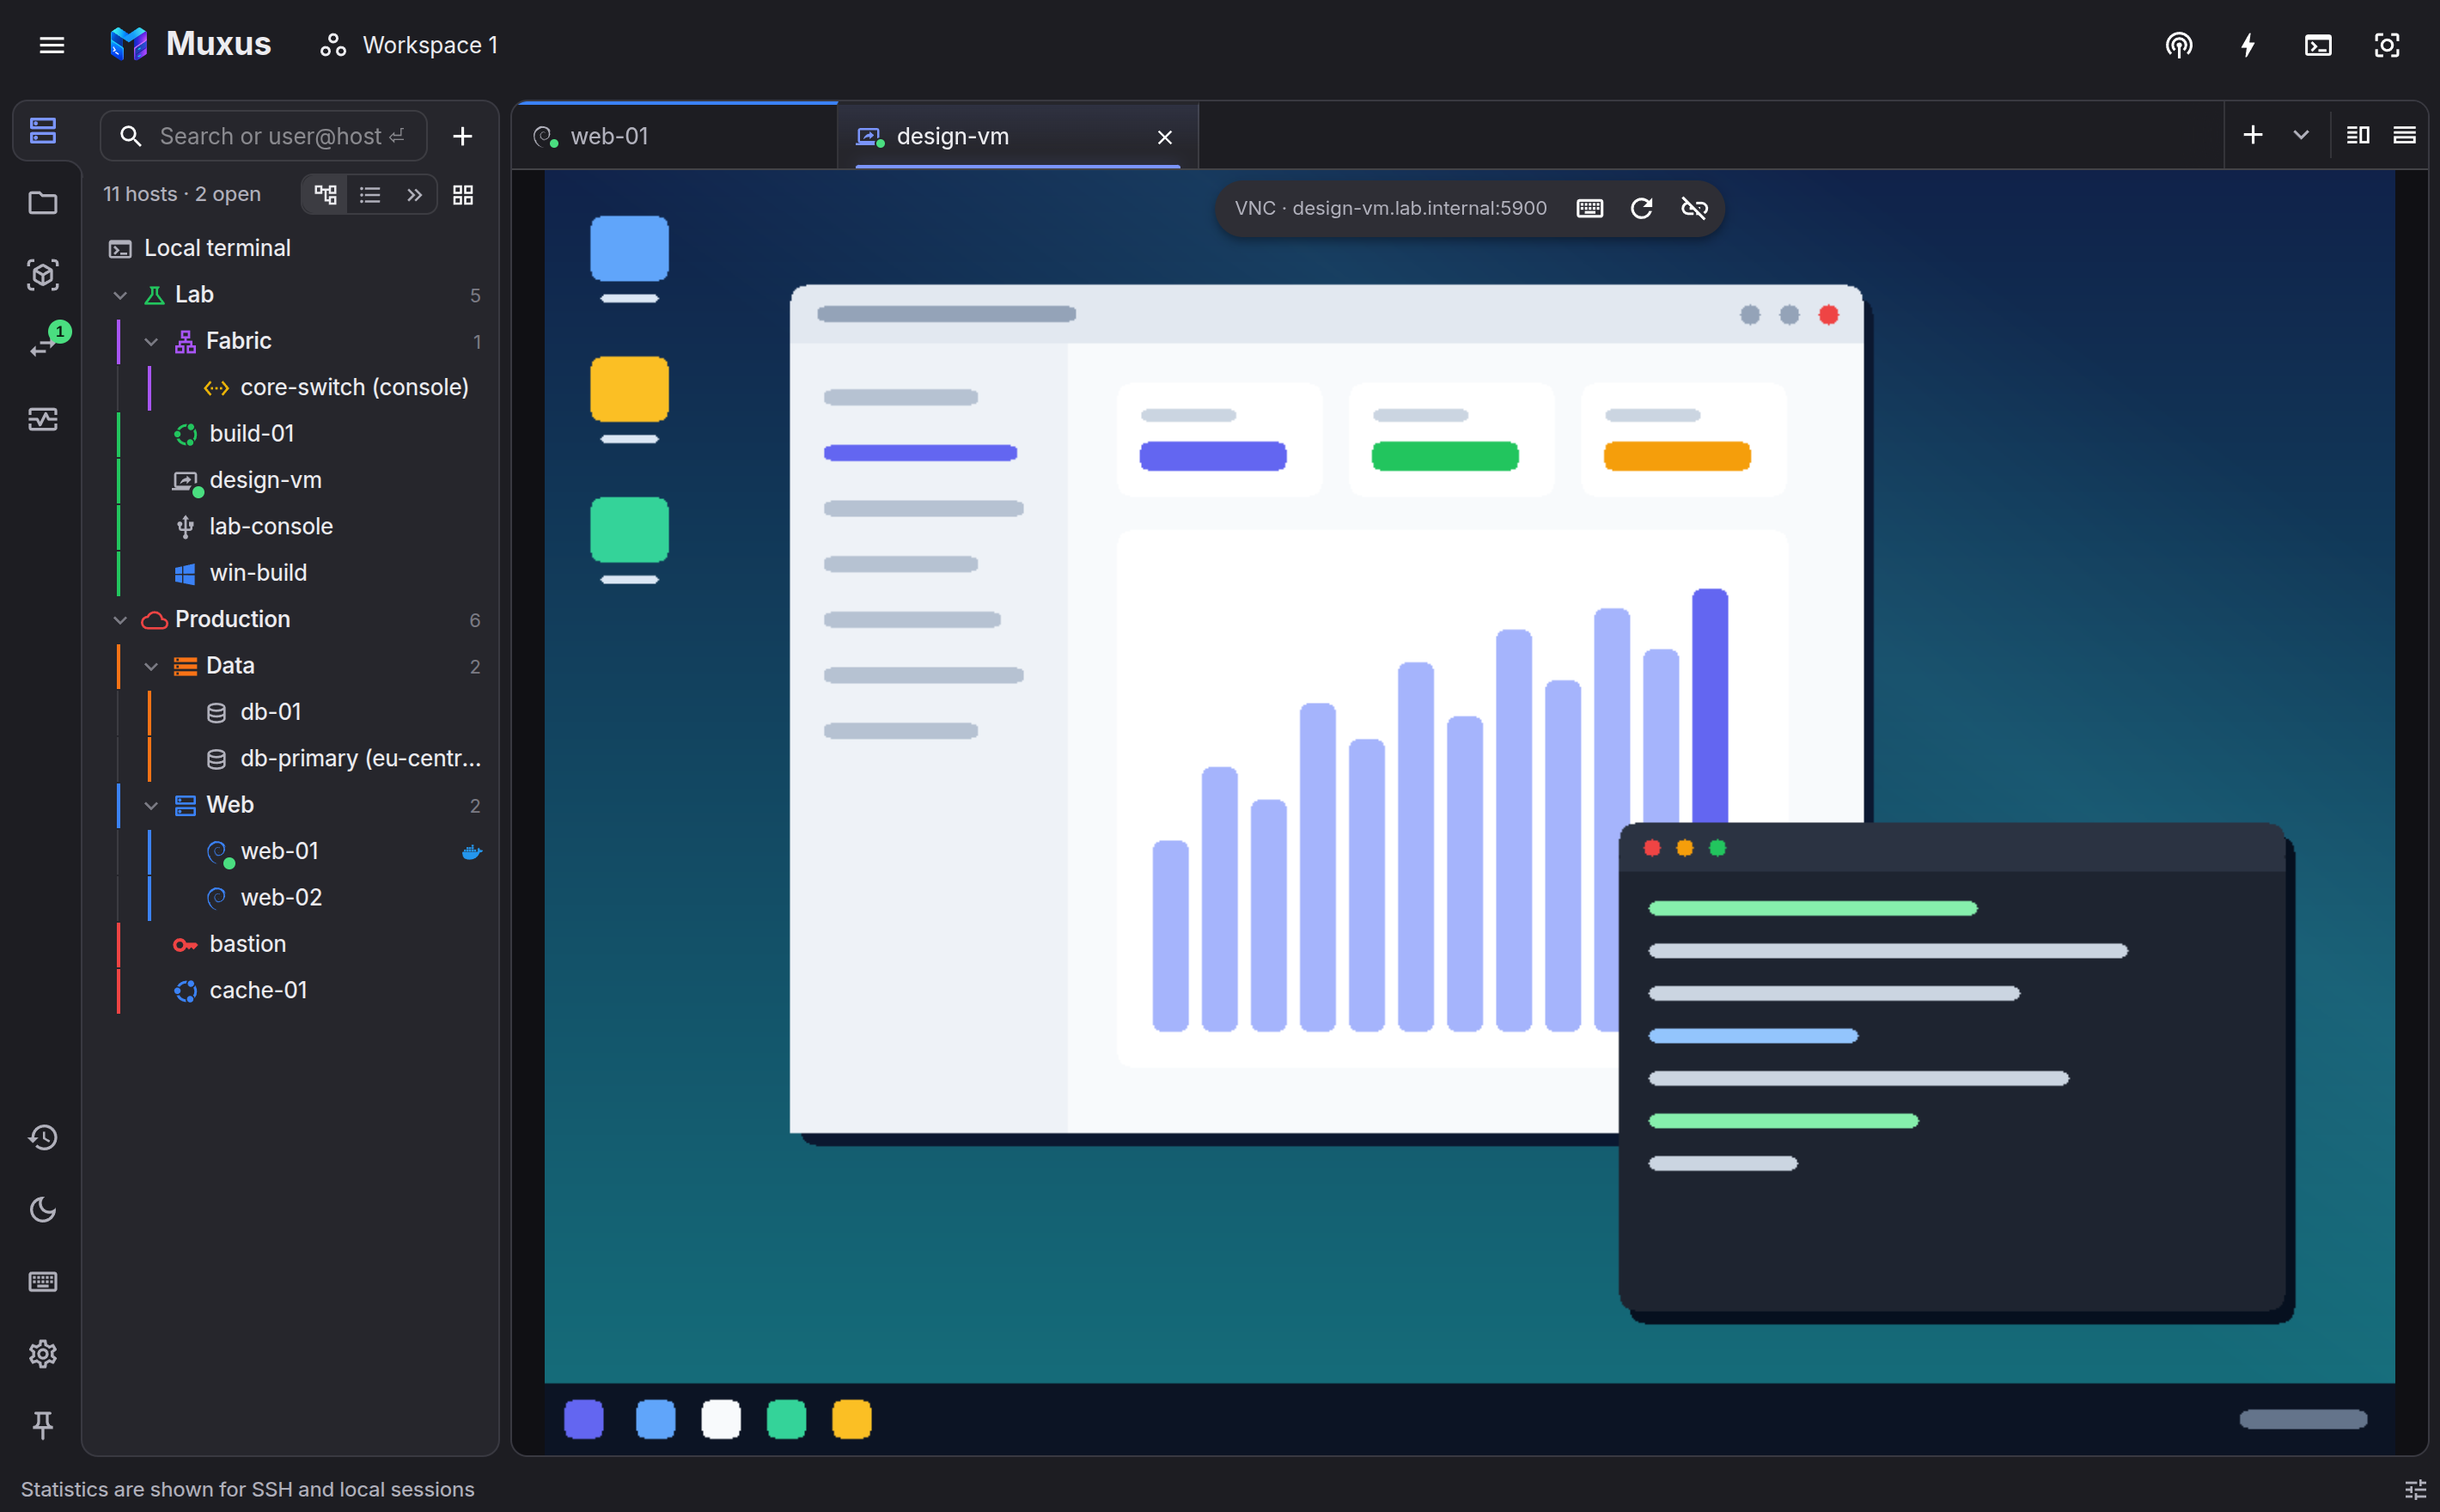 Muxus
Workspace 1
Search or user@host
11 hosts · 2 open
Local terminal
Lab 5
Fabric 1
core-switch (console)
build-01
design-vm
lab-console
win-build
Production 6
Data 2
db-01
db-primary (eu-centr...
Web 2
web-01
web-02
bastion
cache-01
1
web-01
design-vm
VNC · design-vm.lab.internal:5900
Statistics are shown for SSH and local sessions